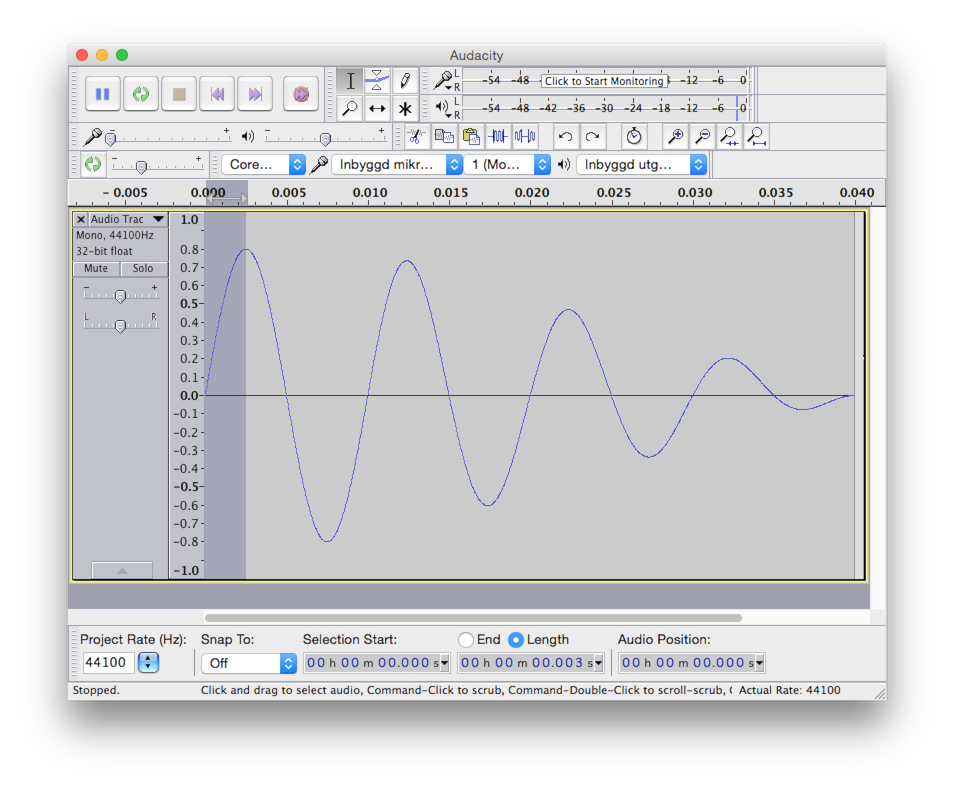 Audacity
L
R
-54 -48 Click to Start Monitoring -12 -6 0
L
R
-54 -48 -42 -36 -30 -24 -18 -12 -6 0
- +
- +
- +
Core... Inbyggd mikr... 1 (Mo... Inbyggd utg...
- 0.005 0.000 0.005 0.010 0.015 0.020 0.025 0.030 0.035 0.040
Audio Trac
Mono, 44100Hz
32-bit float
Mute Solo
- +
L R
1.0
0.8
0.7
0.6
0.5
0.4
0.3
0.2
0.1
0.0
-0.1
-0.2
-0.3
-0.4
-0.5
-0.6
-0.7
-0.8
-1.0
Project Rate (Hz): Snap To: Selection Start: End Length Audio Position:
44100 Off 00 h 00 m 00.000 s 00 h 00 m 00.003 s 00 h 00 m 00.000 s
Stopped. Click and drag to select audio, Command-Click to scrub, Command-Double-Click to scroll-scrub, ( Actual Rate: 44100